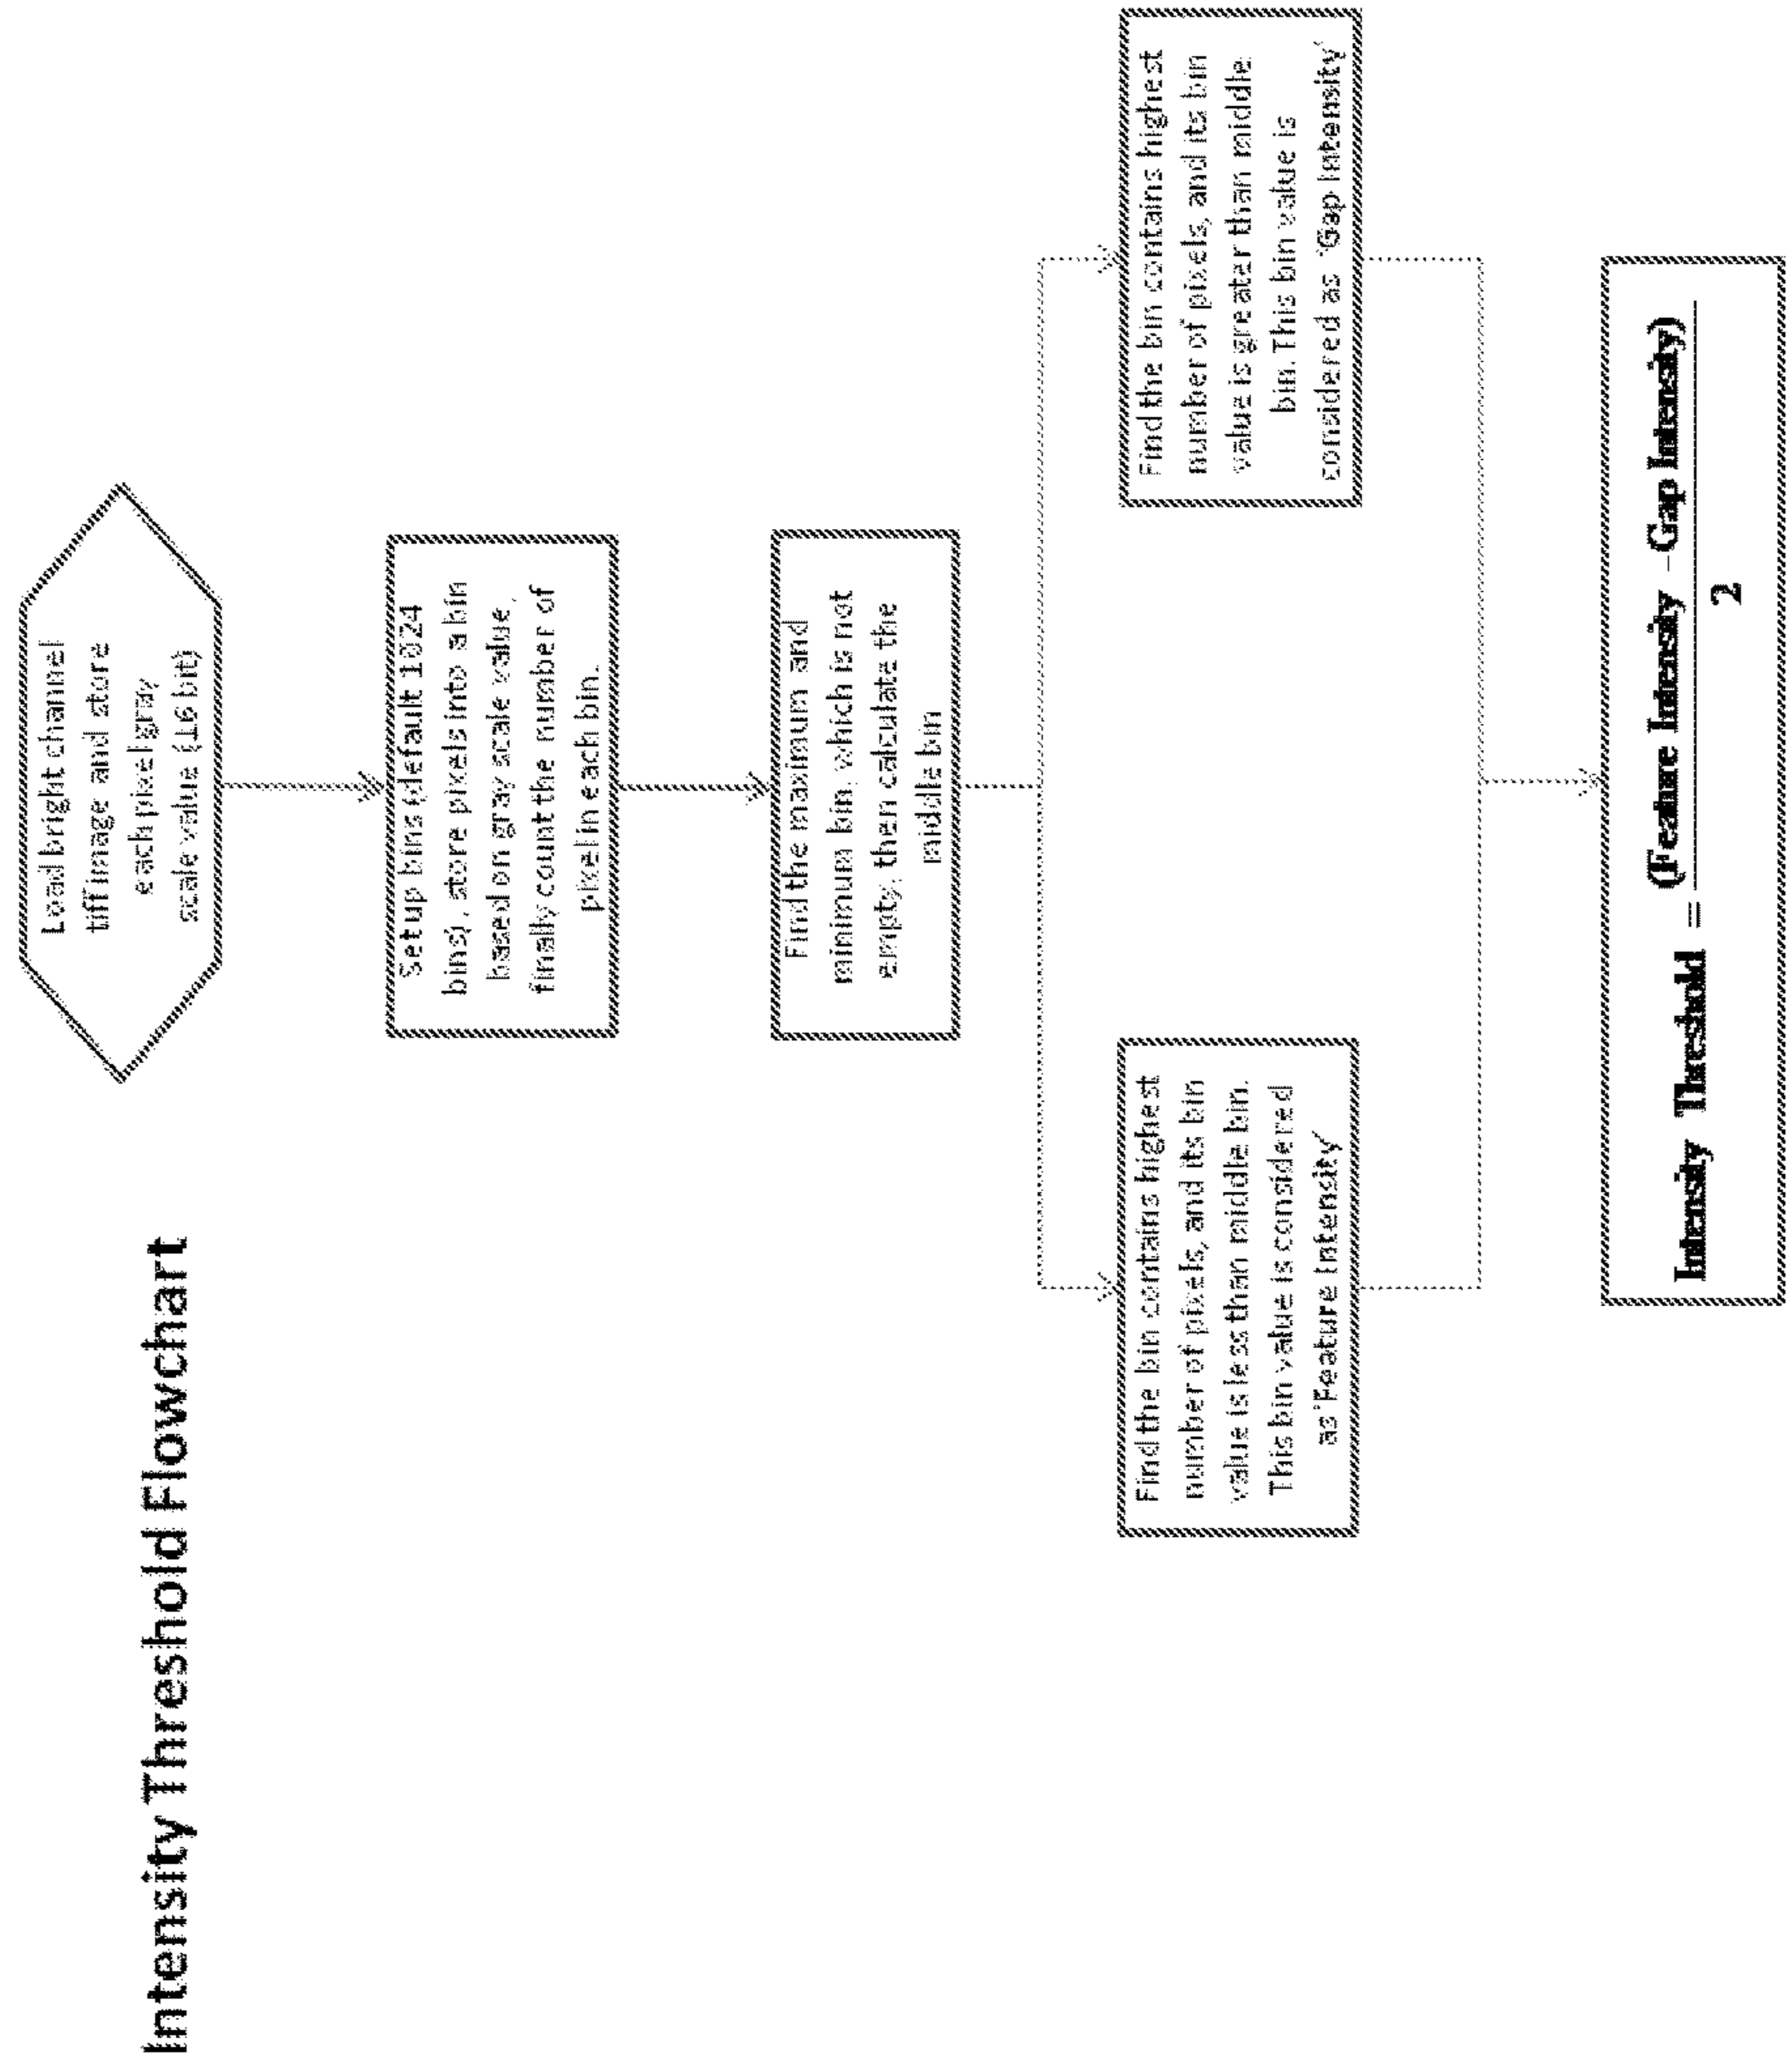 Intensity Threshold Flowchart
Load bright channel
tiff image and store
each pixel gray
scale value (16 bit)
Set up bins (default 1024
bins), store pixels into a bin
based on gray scale value,
finally count the number of
pixel in each bin.
Find the maximum and
minimum bin, which is not
empty, then calculate the
middle bin
Find the bin contains highest
number of pixels, and its bin
value is less than middle bin.
This bin value is considered
as 'Feature Intensity'
Find the bin contains highest
number of pixels, and its bin
value is greater than middle
bin. This bin value is
considered as 'Gap Intensity'
Intensity Threshold = (Feature Intensity - Gap Intensity)
2